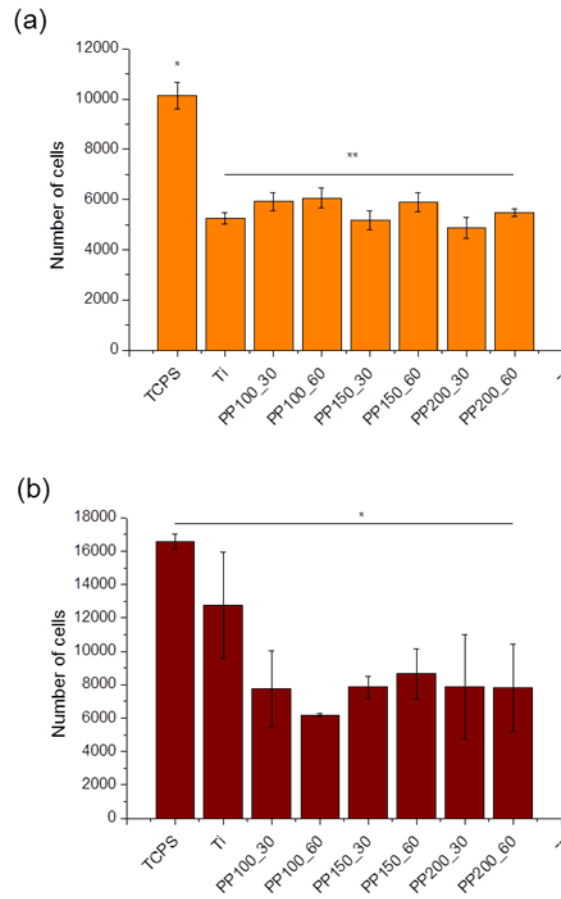 (a)
12000
10000
8000
6000
4000
2000
0
Number of cells
*
**
TCPS
Ti
PP100_30
PP100_60
PP150_30
PP150_60
PP200_30
PP200_60
--
(b)
18000
16000
14000
12000
10000
8000
6000
4000
2000
0
Number of cells
*
TCPS
Ti
PP100_30
PP100_60
PP150_30
PP150_60
PP200_30
PP200_60
--